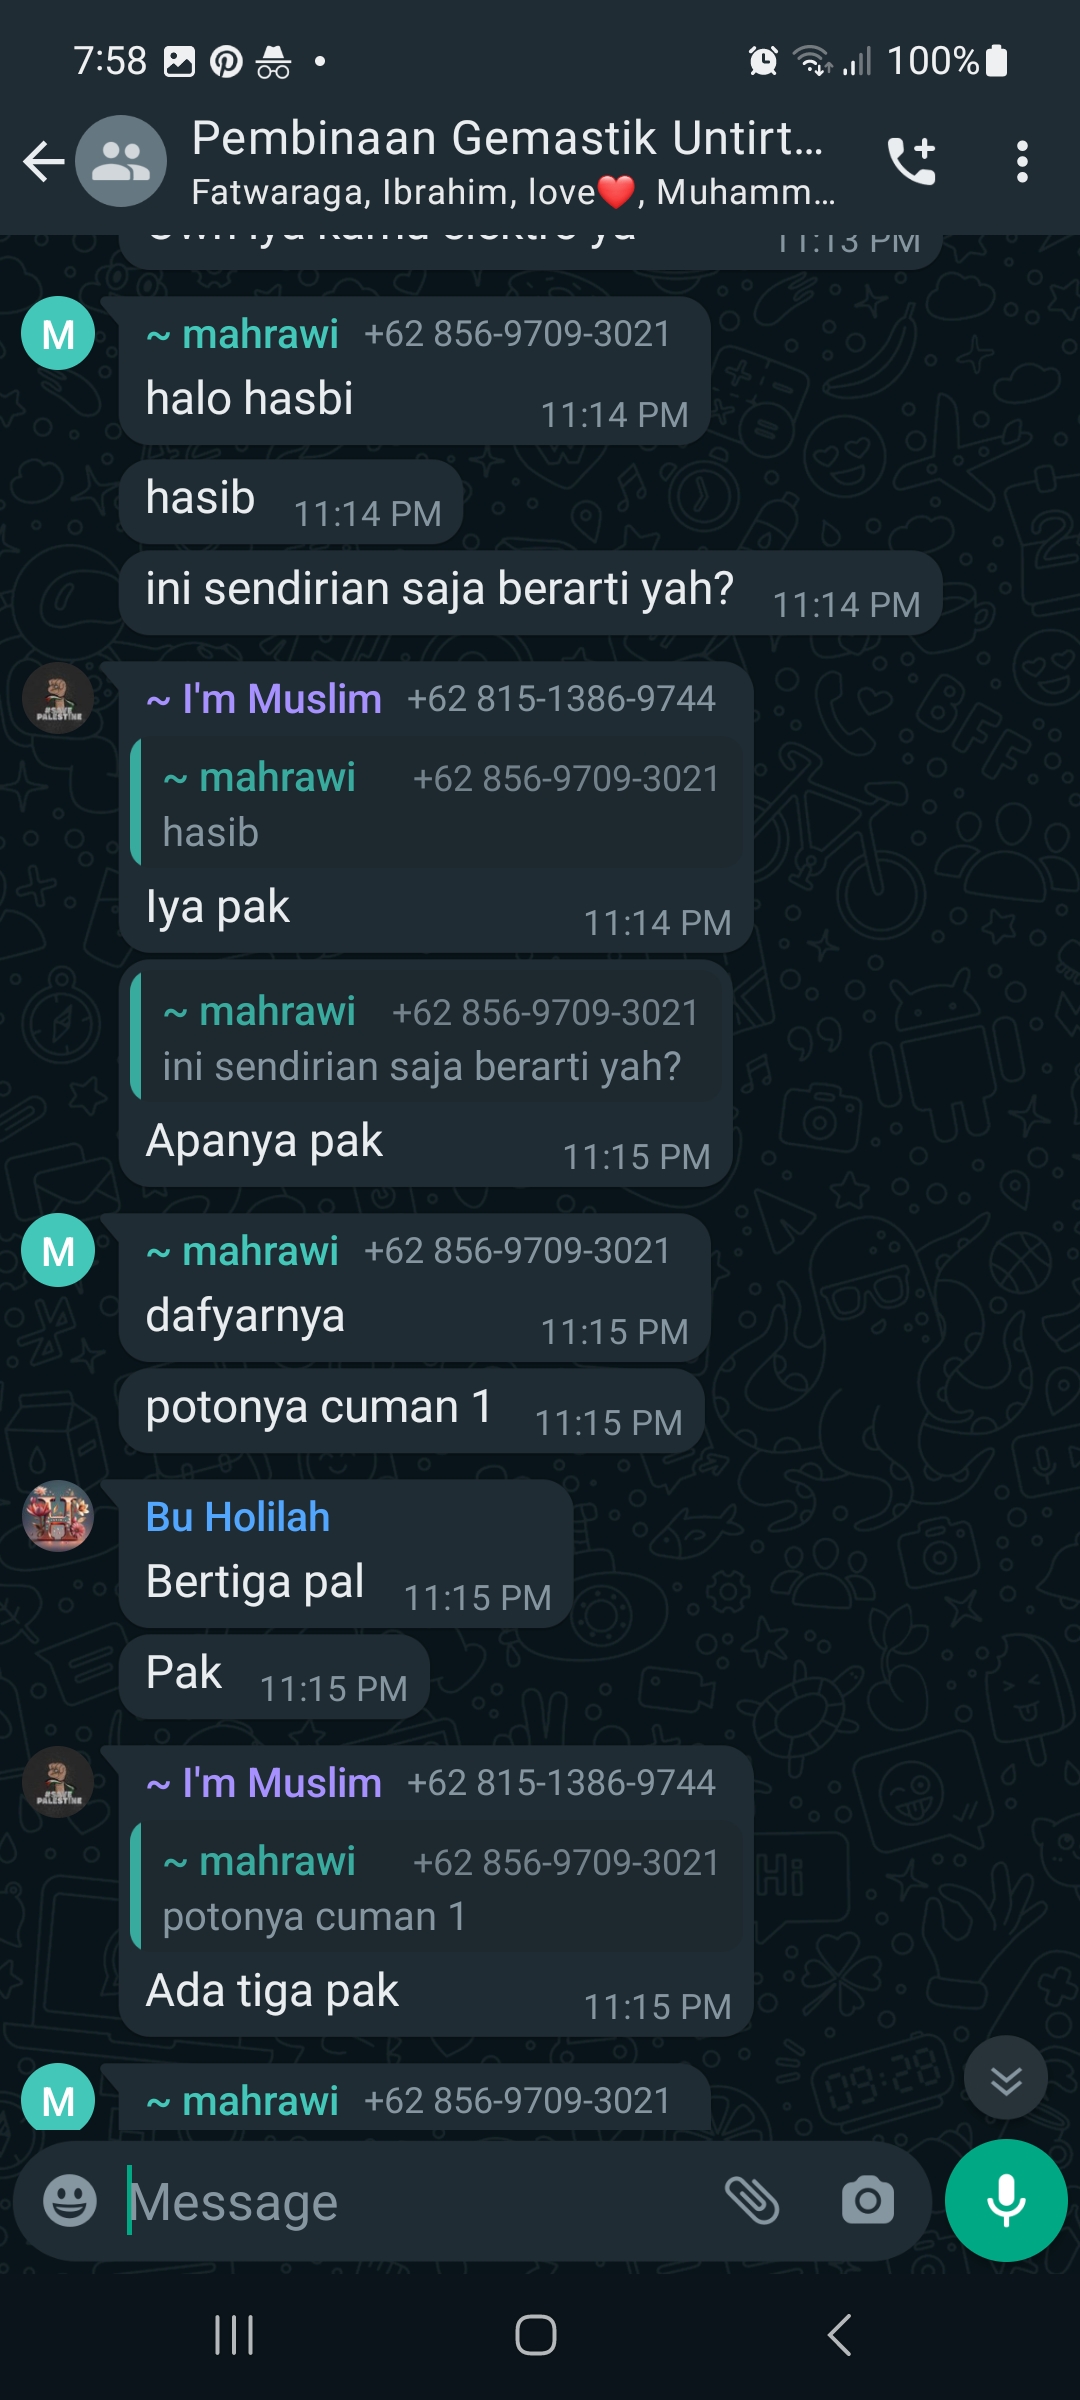 7:58
100%
Pembinaan Gemastik Untirt...
Fatwaraga, Ibrahim, love❤️, Muhamm...
11:13 PM
M
~ mahrawi +62 856-9709-3021
halo hasbi
11:14 PM
hasib 11:14 PM
ini sendirian saja berarti yah? 11:14 PM
~ I'm Muslim +62 815-1386-9744
~ mahrawi +62 856-9709-3021
hasib
Iya pak
11:14 PM
~ mahrawi +62 856-9709-3021
ini sendirian saja berarti yah?
Apanya pak
11:15 PM
M
~ mahrawi +62 856-9709-3021
dafyarnya
11:15 PM
potonya cuman 1 11:15 PM
Bu Holilah
Bertiga pal 11:15 PM
Pak 11:15 PM
~ I'm Muslim +62 815-1386-9744
~ mahrawi +62 856-9709-3021
potonya cuman 1
Ada tiga pak
11:15 PM
M
~ mahrawi +62 856-9709-3021
Message